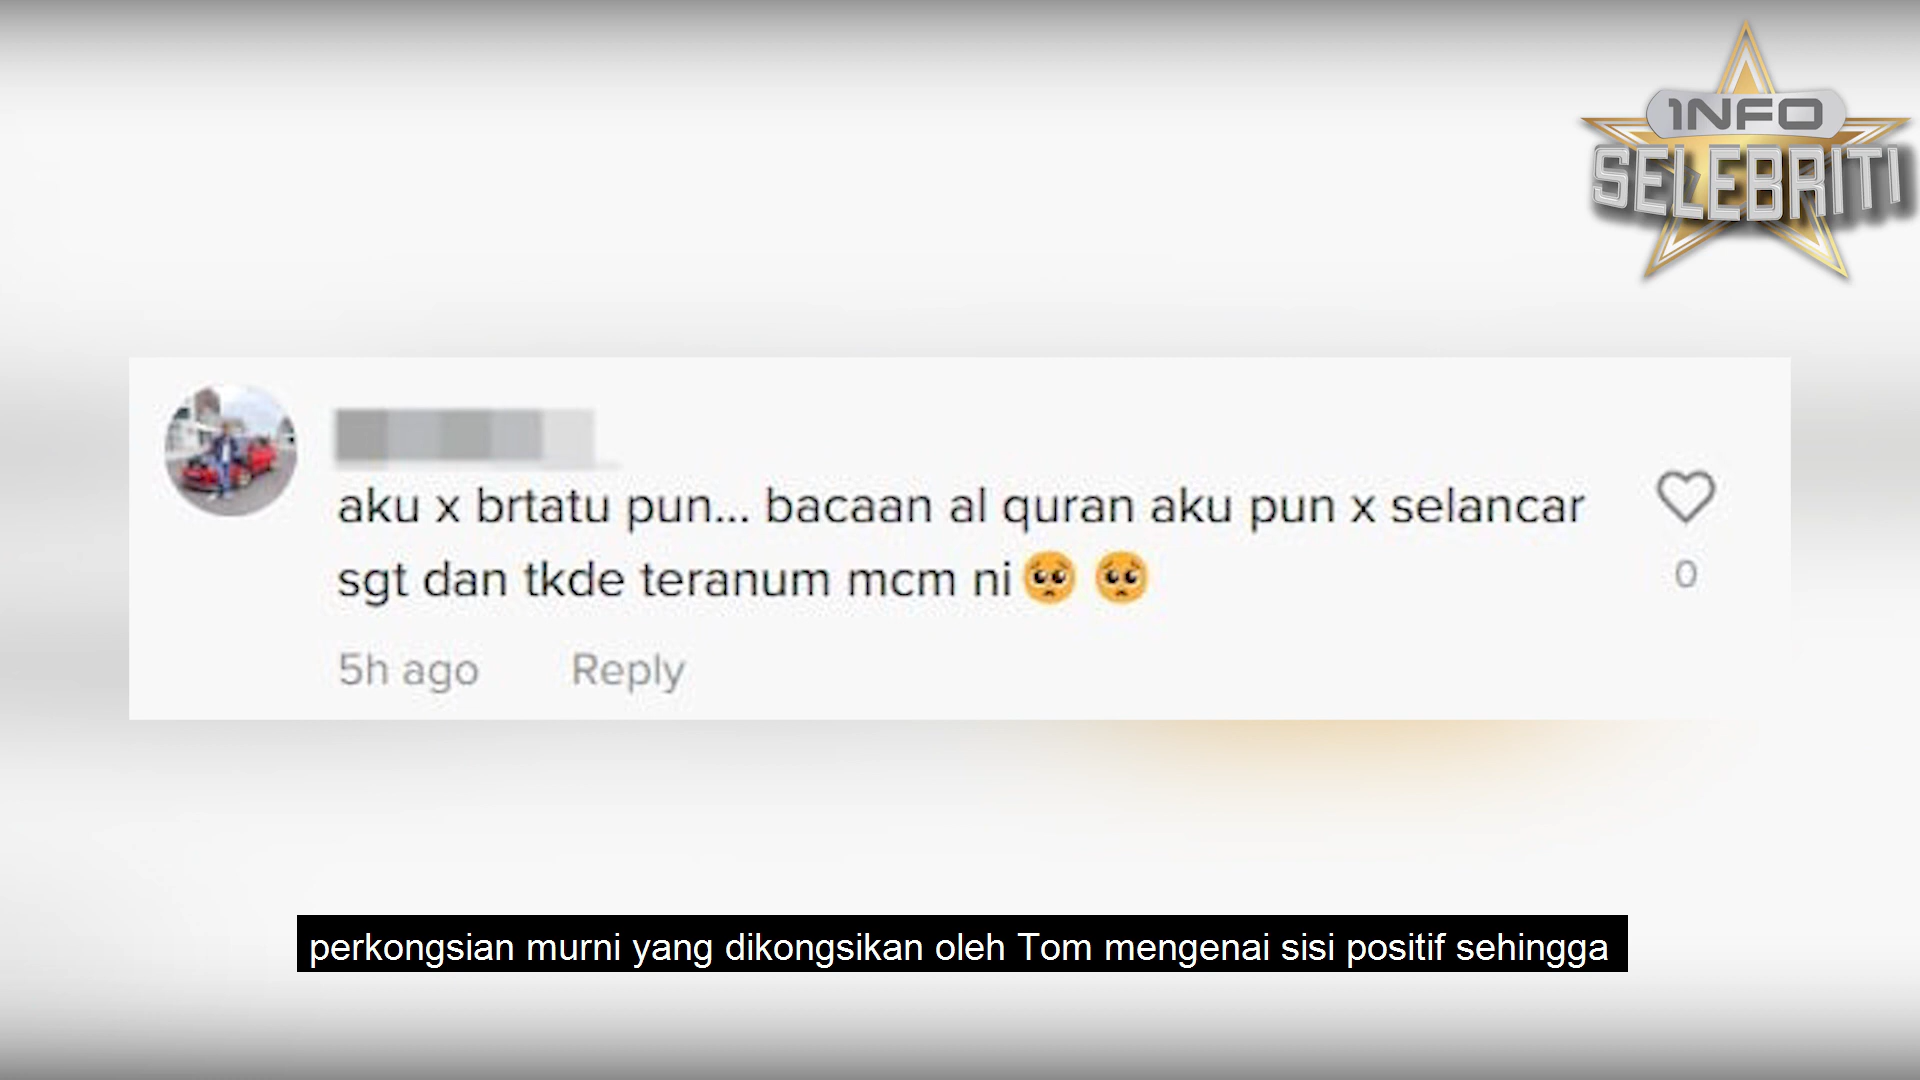 1NFO
SELEBRITI
aku x brtatu pun... bacaan al quran aku pun x selancar
sgt dan tkde teranum mcm ni🥺🥺
0
5h ago Reply
perkongsian murni yang dikongsikan oleh Tom mengenai sisi positif sehingga